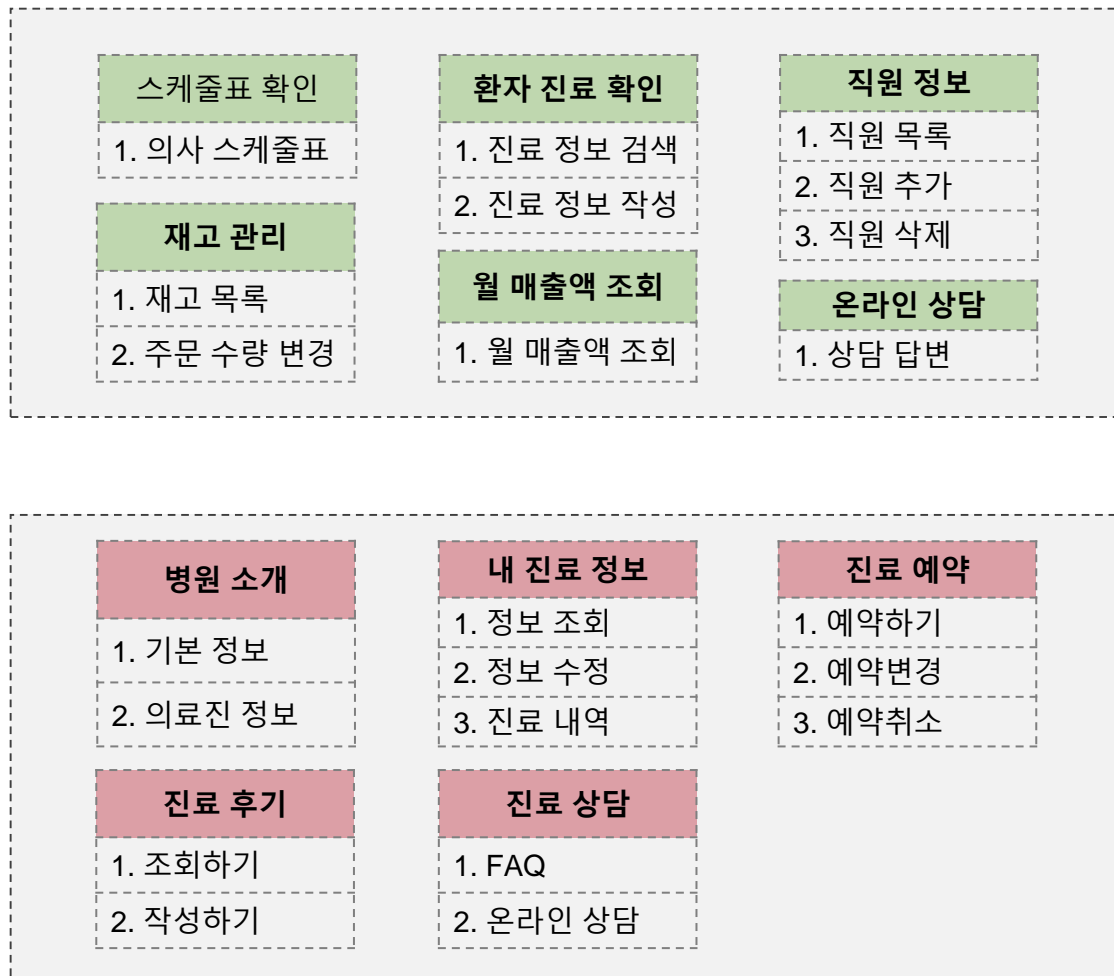 스케줄표 확인
1. 의사 스케줄표
재고 관리
1. 재고 목록
2. 주문 수량 변경
환자 진료 확인
1. 진료 정보 검색
2. 진료 정보 작성
월 매출액 조회
1. 월 매출액 조회
직원 정보
1. 직원 목록
2. 직원 추가
3. 직원 삭제
온라인 상담
1. 상담 답변
병원 소개
1. 기본 정보
2. 의료진 정보
진료 후기
1. 조회하기
2. 작성하기
내 진료 정보
1. 정보 조회
2. 정보 수정
3. 진료 내역
진료 상담
1. FAQ
2. 온라인 상담
진료 예약
1. 예약하기
2. 예약변경
3. 예약취소